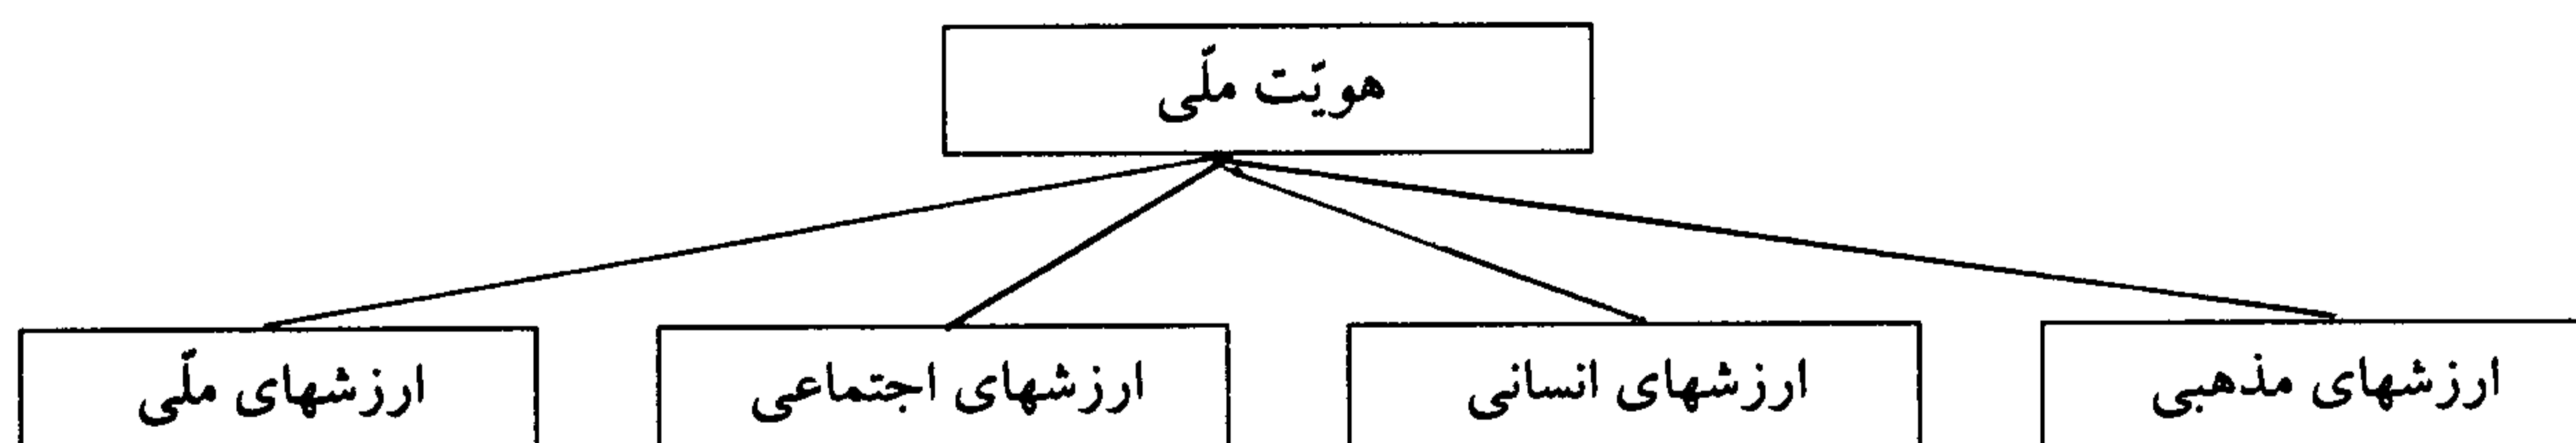 هویّت ملّی
ارزشهای مذهبی
ارزشهای انسانی
ارزشهای اجتماعی
ارزشهای ملّی